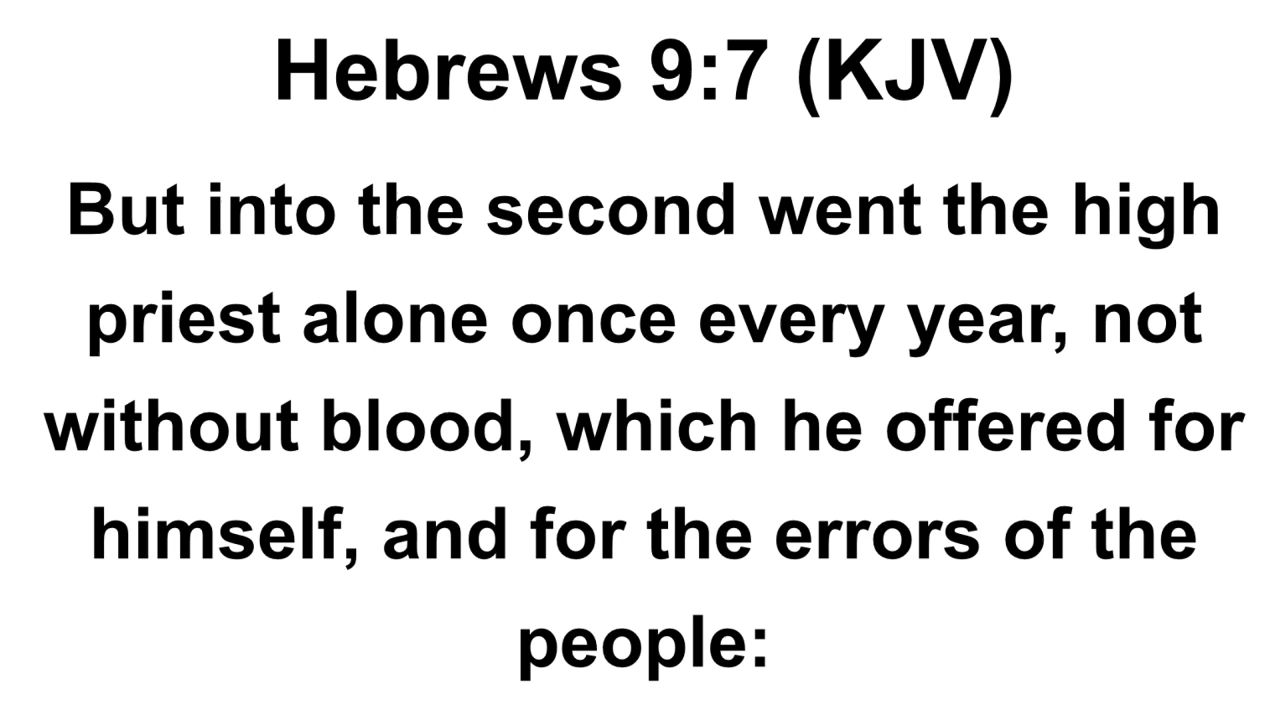 Hebrews 9:7 (KJV)
But into the second went the high
priest alone once every year, not
without blood, which he offered for
himself, and for the errors of the
people: